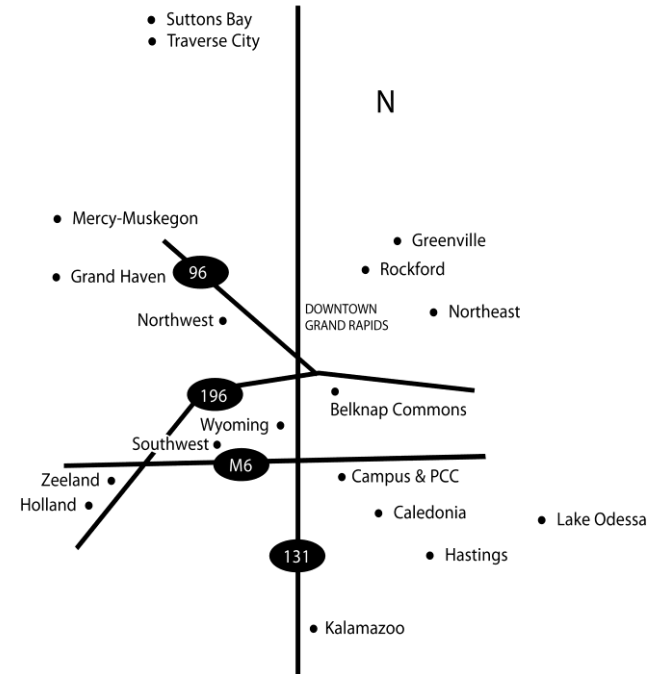 Suttons Bay
Traverse City
N
Mercy-Muskegon
Greenville
Grand Haven
96
Rockford
Northwest
DOWNTOWN
GRAND RAPIDS
Northeast
196
Belknap Commons
Wyoming
Southwest
M6
Zeeland
Campus & PCC
Holland
Caledonia
Lake Odessa
131
Hastings
Kalamazoo